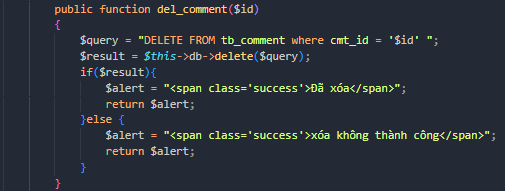 public function del_comment($id)
{
$query = "DELETE FROM tb_comment where cmt_id = '$id' ";
$result = $this->db->delete($query);
if($result){
$alert = "<span class='success'>Đã xóa</span>";
return $alert;
}else {
$alert = "<span class='success'>xóa không thành công</span>";
return $alert;
}
}